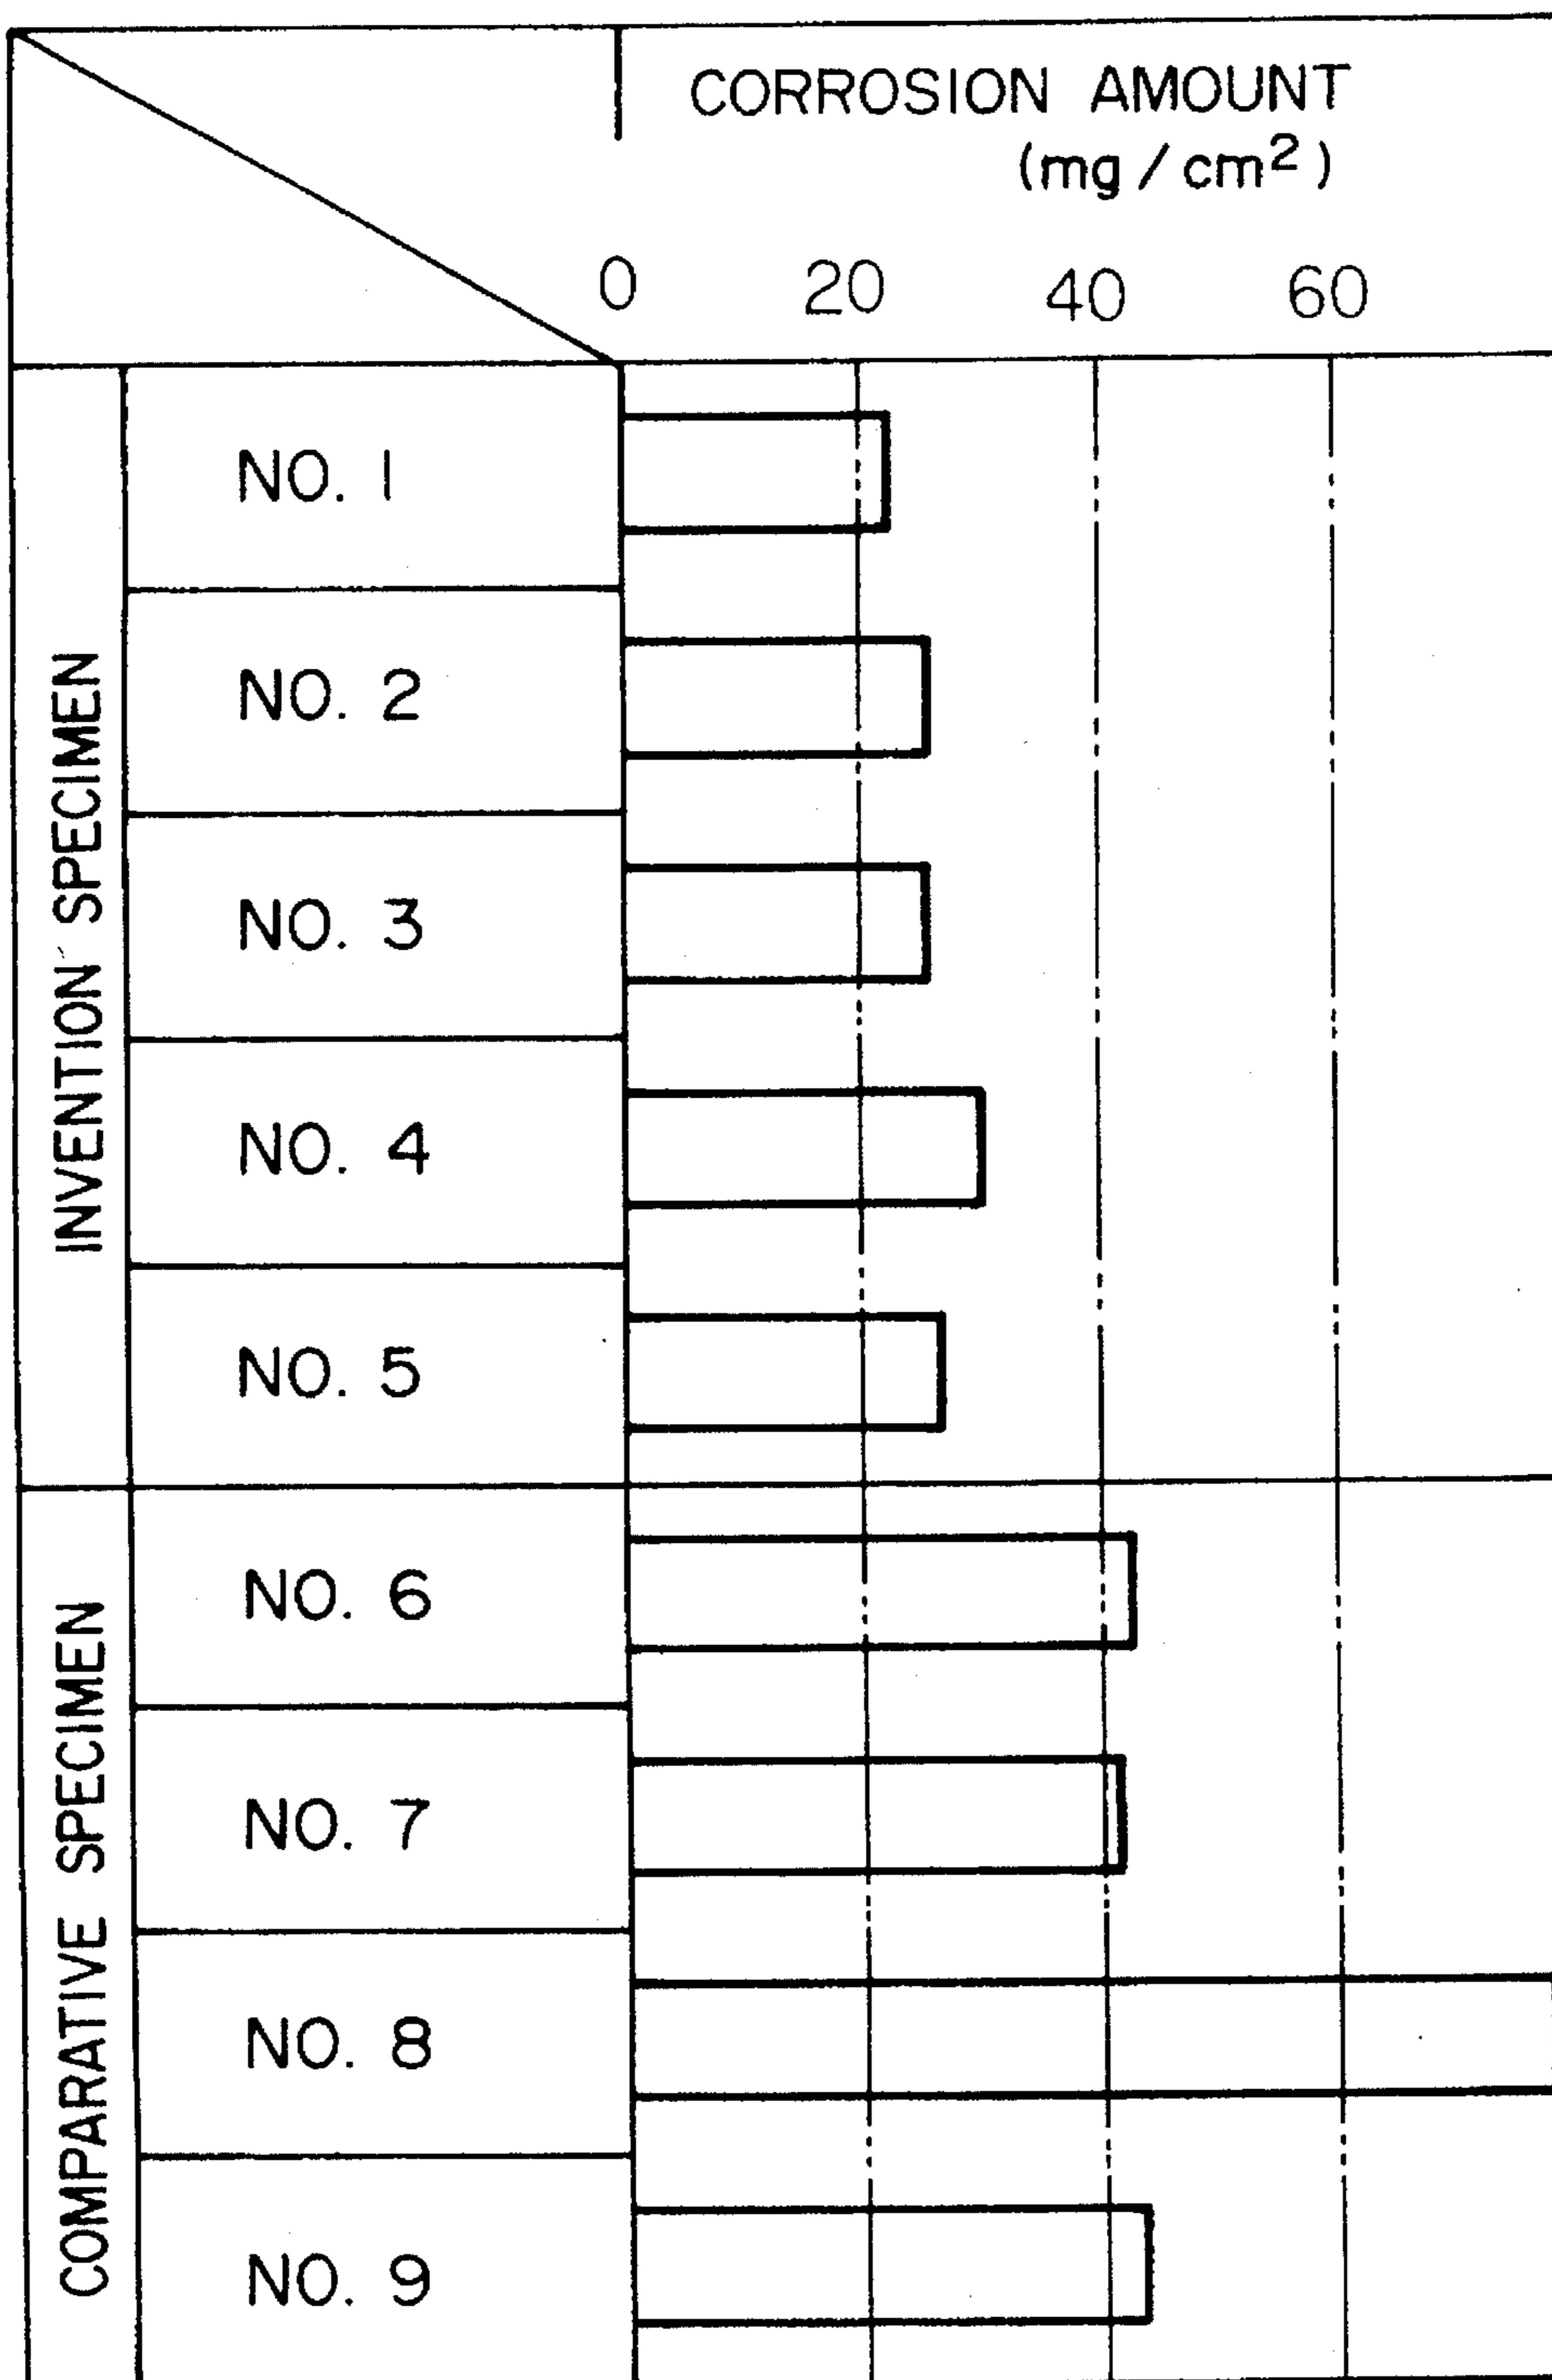 CORROSION AMOUNT
(mg/cm²)
0 20 40 60
INVENTION SPECIMEN
NO. 1
NO. 2
NO. 3
NO. 4
NO. 5
COMPARATIVE SPECIMEN
NO. 6
NO. 7
NO. 8
NO. 9